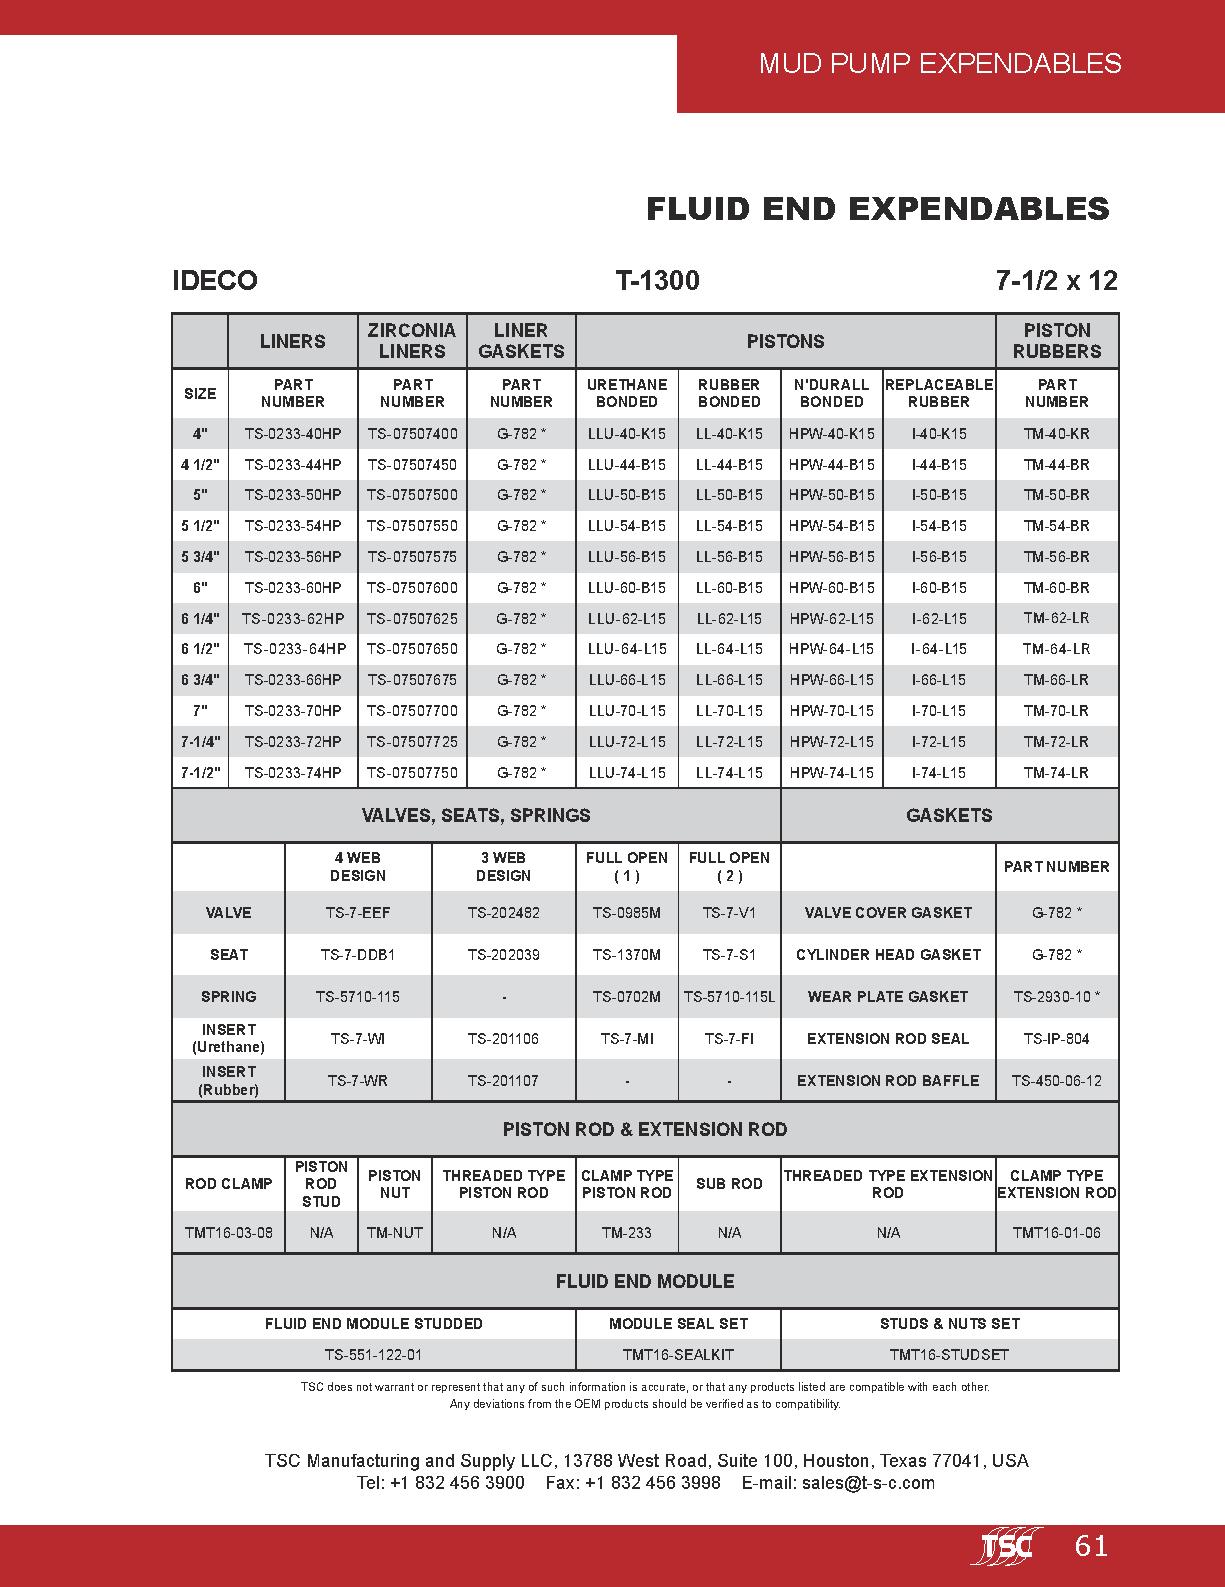 MUD PUMP EXPENDABLES
FLUID END EXPENDABLES
IDECO T-1300 7-1/2 x 12
LINERS ZIRCONIA LINERS LINER GASKETS PISTONS PISTON RUBBERS
SIZE PART NUMBER PART NUMBER PART NUMBER URETHANE BONDED RUBBER BONDED N'DURALL BONDED REPLACEABLE RUBBER PART NUMBER
4" TS-0233-40HP TS-07507400 G-782 * LLU-40-K15 LL-40-K15 HPW-40-K15 I-40-K15 TM-40-KR
4 1/2" TS-0233-44HP TS-07507450 G-782 * LLU-44-B15 LL-44-B15 HPW-44-B15 I-44-B15 TM-44-BR
5" TS-0233-50HP TS-07507500 G-782 * LLU-50-B15 LL-50-B15 HPW-50-B15 I-50-B15 TM-50-BR
5 1/2" TS-0233-54HP TS-07507550 G-782 * LLU-54-B15 LL-54-B15 HPW-54-B15 I-54-B15 TM-54-BR
5 3/4" TS-0233-56HP TS-07507575 G-782 * LLU-56-B15 LL-56-B15 HPW-56-B15 I-56-B15 TM-56-BR
6" TS-0233-60HP TS-07507600 G-782 * LLU-60-B15 LL-60-B15 HPW-60-B15 I-60-B15 TM-60-BR
6 1/4" TS-0233-62HP TS-07507625 G-782 * LLU-62-L15 LL-62-L15 HPW-62-L15 I-62-L15 TM-62-LR
6 1/2" TS-0233-64HP TS-07507650 G-782 * LLU-64-L15 LL-64-L15 HPW-64-L15 I-64-L15 TM-64-LR
6 3/4" TS-0233-66HP TS-07507675 G-782 * LLU-66-L15 LL-66-L15 HPW-66-L15 I-66-L15 TM-66-LR
7" TS-0233-70HP TS-07507700 G-782 * LLU-70-L15 LL-70-L15 HPW-70-L15 I-70-L15 TM-70-LR
7-1/4" TS-0233-72HP TS-07507725 G-782 * LLU-72-L15 LL-72-L15 HPW-72-L15 I-72-L15 TM-72-LR
7-1/2" TS-0233-74HP TS-07507750 G-782 * LLU-74-L15 LL-74-L15 HPW-74-L15 I-74-L15 TM-74-LR
VALVES, SEATS, SPRINGS GASKETS
4 WEB DESIGN 3 WEB DESIGN FULL OPEN ( 1 ) FULL OPEN ( 2 ) PART NUMBER
VALVE TS-7-EEF TS-202482 TS-0985M TS-7-V1 VALVE COVER GASKET G-782 *
SEAT TS-7-DDB1 TS-202039 TS-1370M TS-7-S1 CYLINDER HEAD GASKET G-782 *
SPRING TS-5710-115 - TS-0702M TS-5710-115L WEAR PLATE GASKET TS-2930-10 *
INSERT (Urethane) TS-7-WI TS-201106 TS-7-MI TS-7-FI EXTENSION ROD SEAL TS-IP-804
INSERT (Rubber) TS-7-WR TS-201107 - - EXTENSION ROD BAFFLE TS-450-06-12
PISTON ROD & EXTENSION ROD
ROD CLAMP PISTON ROD STUD PISTON NUT THREADED TYPE PISTON ROD CLAMP TYPE PISTON ROD SUB ROD THREADED TYPE EXTENSION ROD CLAMP TYPE EXTENSION ROD
TMT16-03-08 N/A TM-NUT N/A TM-233 N/A N/A TMT16-01-06
FLUID END MODULE
FLUID END MODULE STUDDED MODULE SEAL SET STUDS & NUTS SET
TS-551-122-01 TMT16-SEALKIT TMT16-STUDSET
TSC does not warrant or represent that any of such information is accurate, or that any products listed are compatible with each other.
Any deviations from the OEM products should be verified as to compatibility.
TSC Manufacturing and Supply LLC, 13788 West Road, Suite 100, Houston, Texas 77041, USA
Tel: +1 832 456 3900 Fax: +1 832 456 3998 E-mail: sales@t-s-c.com
TSC 61